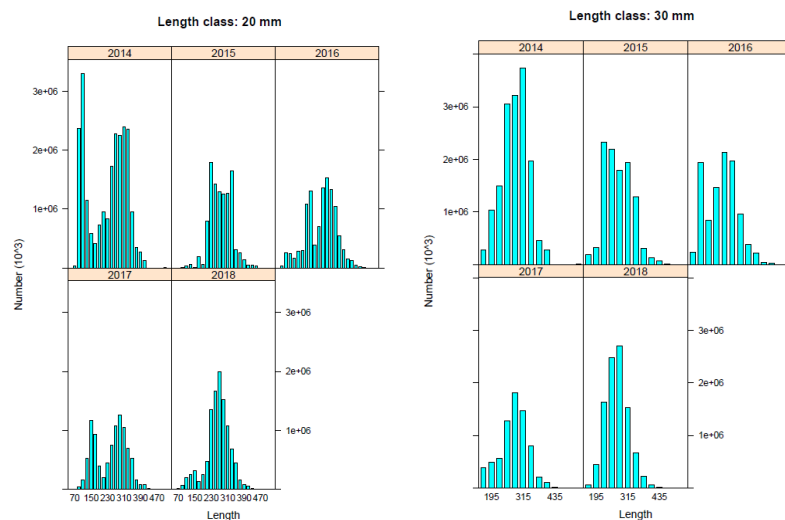 Length class: 20 mm
2014 2015 2016
3e+06
2e+06
1e+06
2017 2018
3e+06
2e+06
1e+06
Number (10^3)
70 150 230 310 390 470 70 150 230 310 390 470
Length
Length class: 30 mm
2014 2015 2016
3e+06
2e+06
1e+06
2017 2018
3e+06
2e+06
1e+06
Number (10^3)
195 315 435 195 315 435
Length